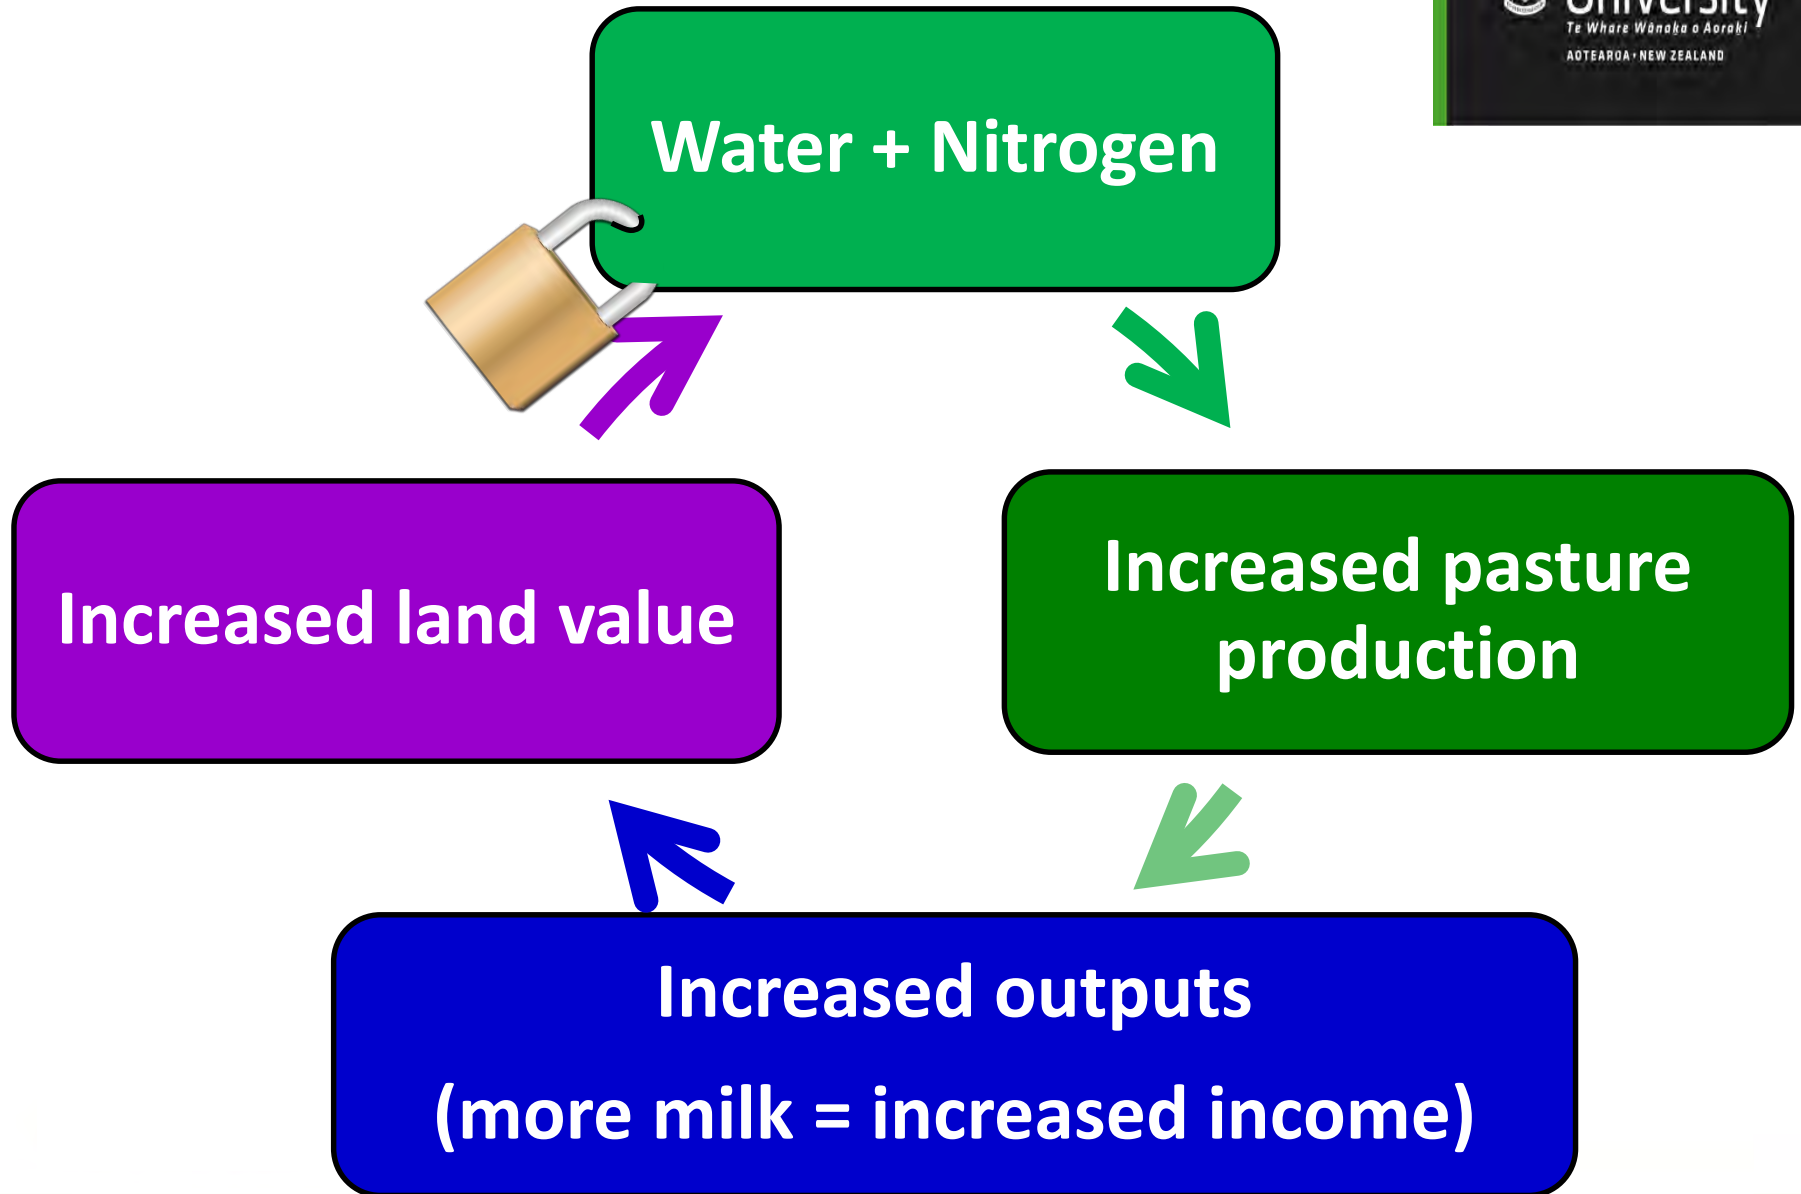 University
Te Whare Wānaka o Aoraki
AOTEAROA • NEW ZEALAND
Water + Nitrogen
Increased land value
Increased pasture
production
Increased outputs
(more milk = increased income)